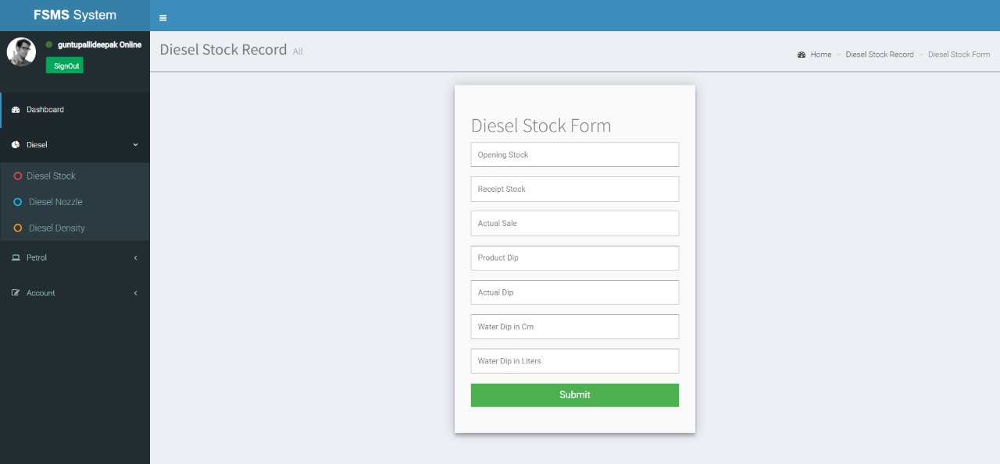 FSMS System
guntupallideepak Online
SignOut
Dashboard
Diesel
Diesel Stock
Diesel Nozzle
Diesel Density
Petrol
Account
Diesel Stock Record All
Home > Diesel Stock Record > Diesel Stock Form
Diesel Stock Form
Opening Stock
Receipt Stock
Actual Sale
Product Dip
Actual Dip
Water Dip in Cm
Water Dip in Liters
Submit